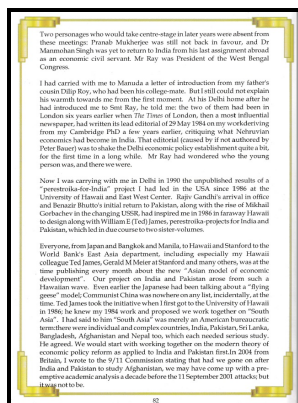 Two personages who would take centre-stage in later years were absent from
these meetings: Pranab Mukherjee was still not back in favour, and Dr
Manmohan Singh was yet to return to India from his last assignment abroad
as an economic civil servant. Mr Ray was President of the West Bengal
Congress.
I had carried with me to Manuda a letter of introduction from my father's
cousin Dilip Roy, who had been his college-mate. But I still could not explain
his warmth towards me from the first moment. At his Delhi home after he
had introduced me to Smt Ray, he told me: the two of them had been in
London six years earlier when The Times of London, then a most influential
newspaper, had written its lead editorial of 29 May 1984 on my work deriving
from my Cambridge PhD a few years earlier, critiquing what Nehruvian
economics had become in India. That editorial (caused by if not authored by
Peter Bauer) was to shake the Delhi economic policy establishment quite a bit,
for the first time in a long while. Mr Ray had wondered who the young
person was, and there we were.
Now I was carrying with me in Delhi in 1990 the unpublished results of a
"perestroika-for-India" project I had led in the USA since 1986 at the
University of Hawaii and East West Center. Rajiv Gandhi's arrival in office
and Benazir Bhutto's initial return to Pakistan, along with the rise of Mikhail
Gorbachev in the changing USSR, had inspired me in 1986 in faraway Hawaii
to design along with William E (Ted) James, perestroika-projects for India and
Pakistan, which led in due course to two sister-volumes.
Everyone, from Japan and Bangkok and Manila, to Hawaii and Stanford to the
World Bank's East Asia department, including especially my Hawaii
colleague Ted James, Gerald M Meier at Stanford and many others, was at the
time publishing every month about the new "Asian model of economic
development". Our project on India and Pakistan arose from such a
Hawaiian wave. Even earlier the Japanese had been talking about a "flying
geese" model; Communist China was nowhere on any list, incidentally, at the
time. Ted James took the initiative when I first got to the University of Hawaii
in 1986; he knew my 1984 work and proposed we work together on "South
Asia". I had said to him "South Asia" was merely an American bureaucratic
term: there were individual and complex countries, India, Pakistan, Sri Lanka,
Bangladesh, Afghanistan and Nepal too, which each needed serious study.
He agreed. We would start with working together on the modern theory of
economic policy reform as applied to India and Pakistan first.In 2004 from
Britain, I wrote to the 9/11 Commission stating that had we gone on after
India and Pakistan to study Afghanistan, we may have come up with a pre-
emptive academic analysis a decade before the 11 September 2001 attacks; but
it was not to be.
82